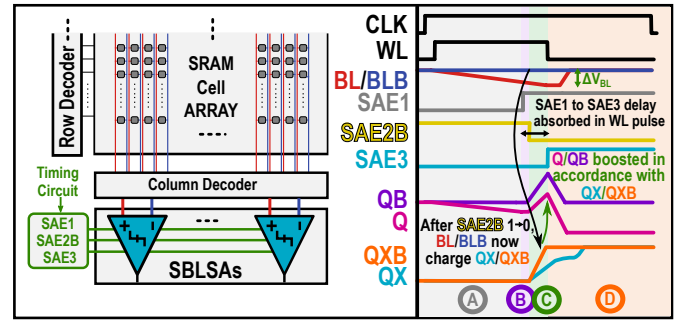 Row Decoder
SRAM
Cell
ARRAY
Timing
Circuit
Column Decoder
SAE1
SAE2B
SAE3
+ −
+ −
SBLSAs
CLK
WL
BL/BLB
SAE1
SAE2B
SAE3
QB
Q
QXB
QX
ΔVBL
SAE1 to SAE3 delay
absorbed in WL pulse
Q/QB boosted in
accordance with
QX/QXB
After SAE2B 1→0,
BL/BLB now
charge QX/QXB
A B C D